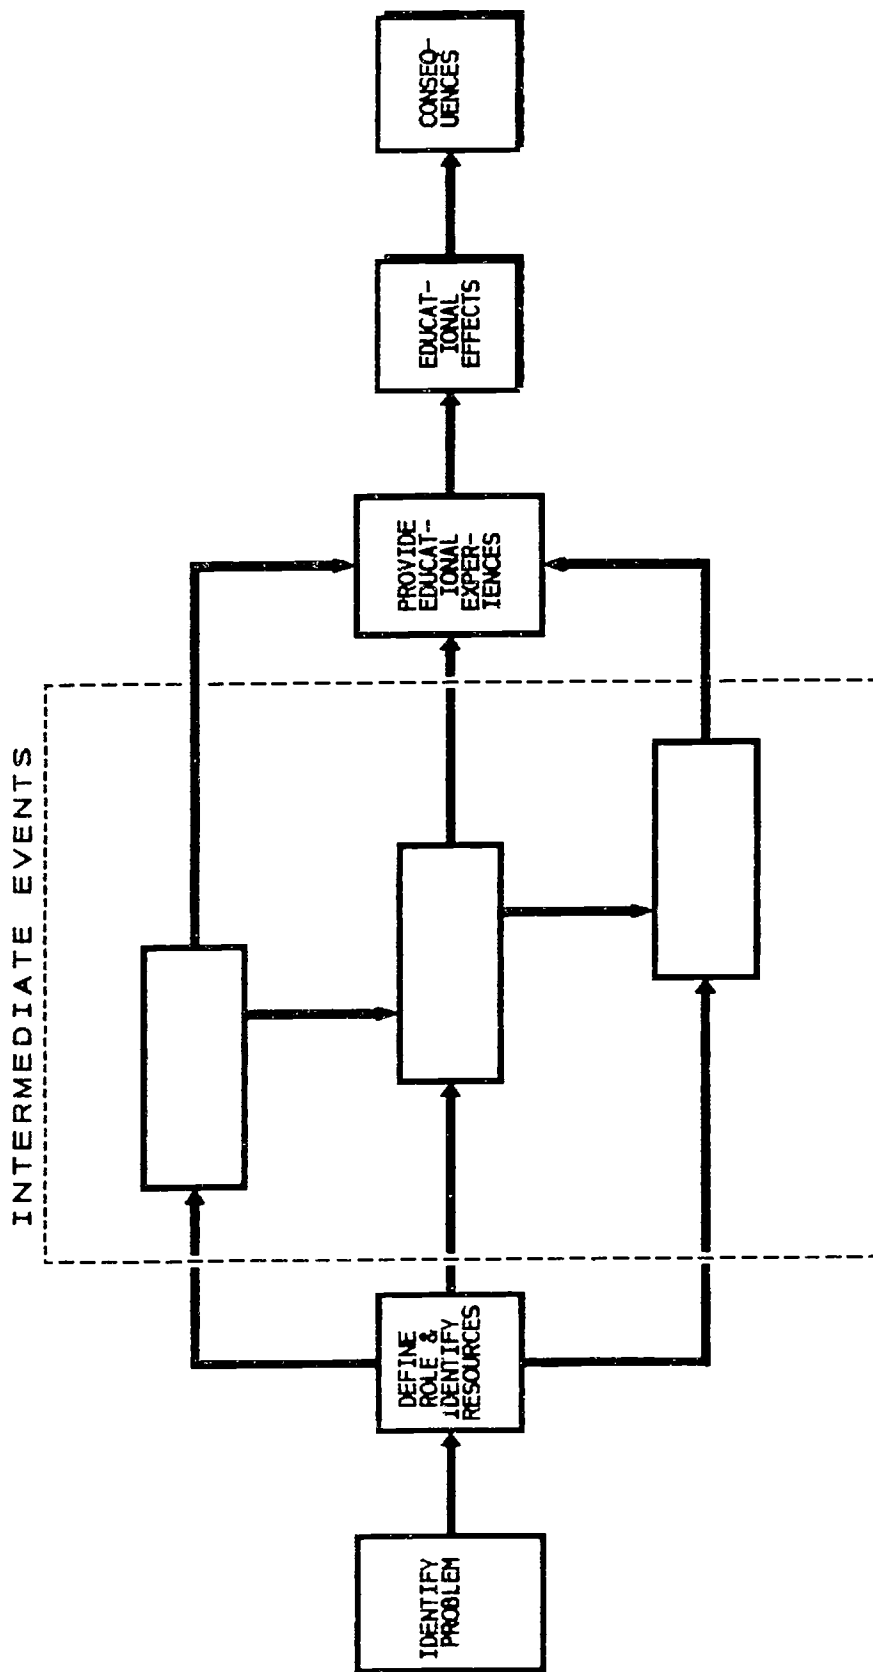 INTERMEDIATE EVENTS
IDENTIFY
PROBLEM
DEFINE
ROLE &
IDENTIFY
RESOURCES
PROVIDE
EDUCAT-
IONAL
EXPER-
IENCES
EDUCAT-
IONAL
EFFECTS
CONSEQ-
UENCES